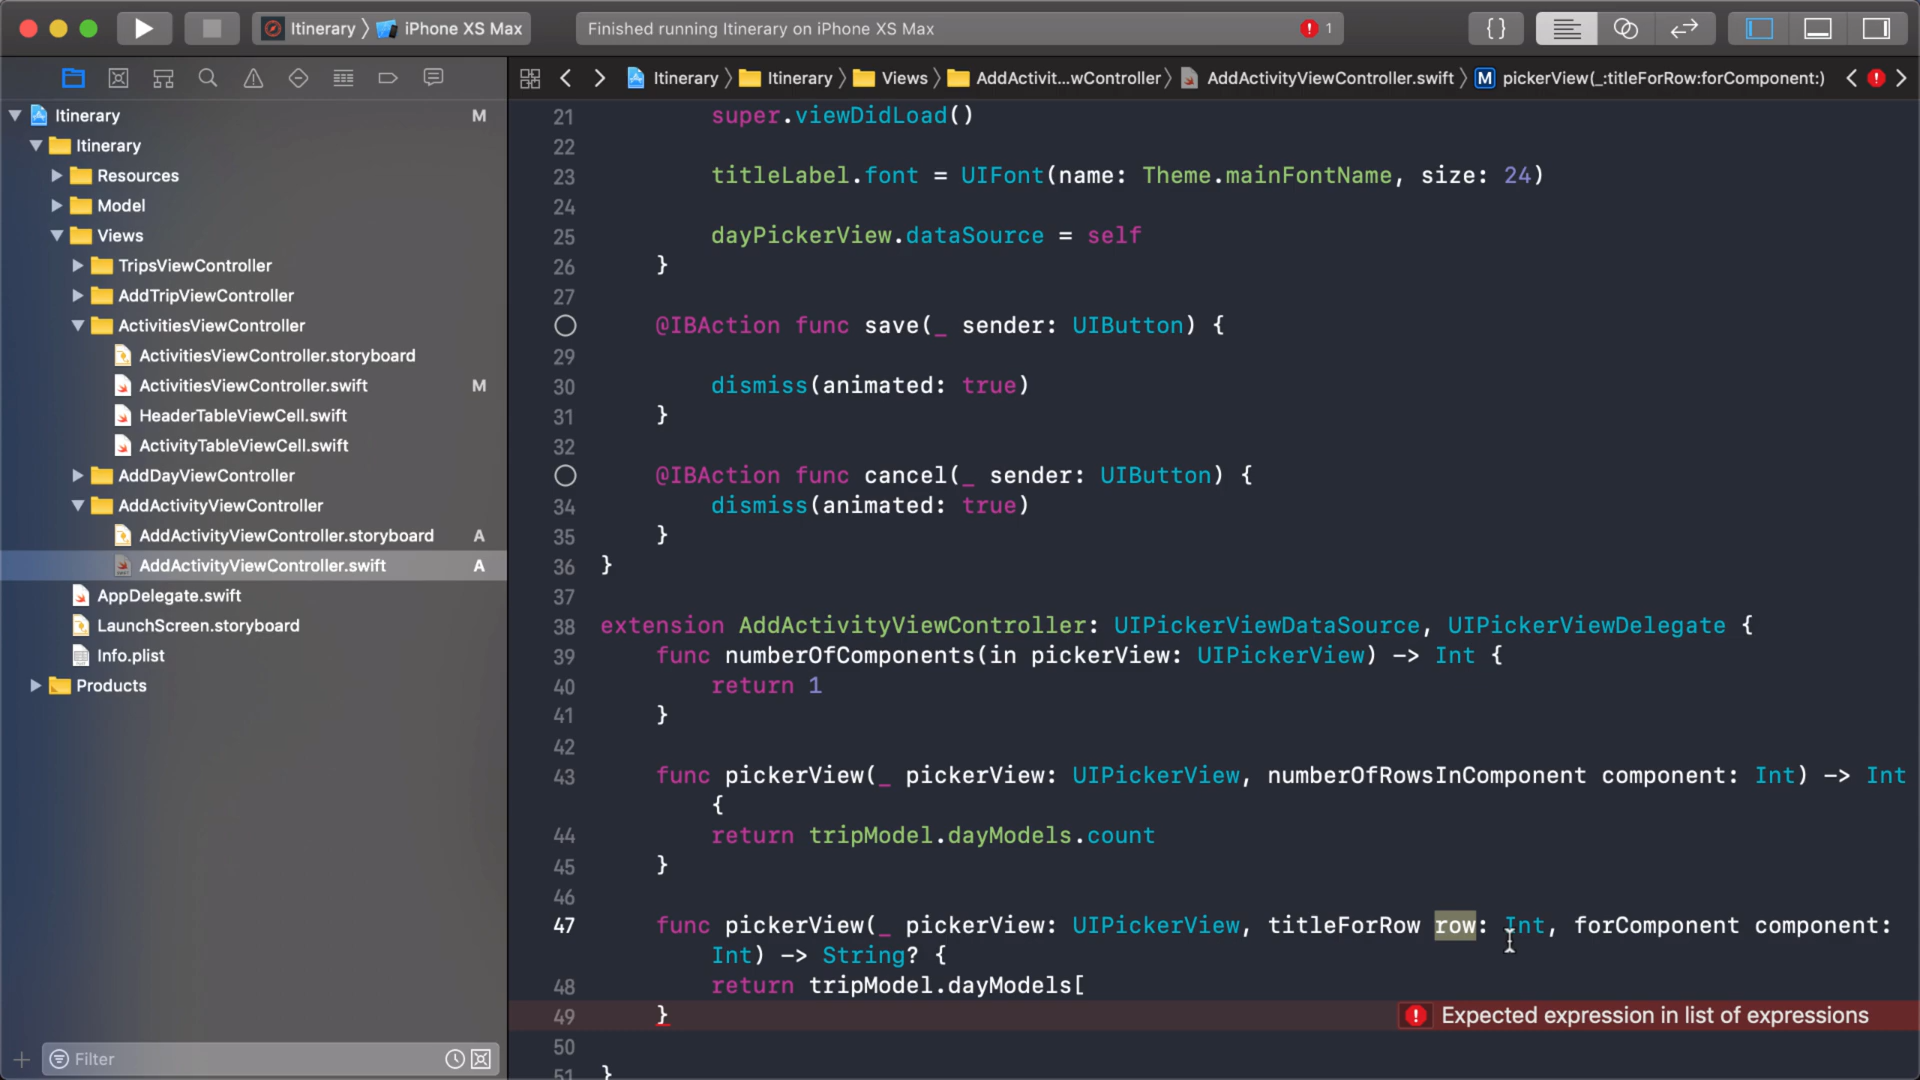 Itinerary 〉 iPhone XS Max
Finished running Itinerary on iPhone XS Max
1
{ }
Itinerary 〉 Itinerary 〉 Views 〉 AddActivit...wController 〉 AddActivityViewController.swift 〉 M pickerView(_:titleForRow:forComponent:)
Itinerary M
Itinerary
Resources
Model
Views
TripsViewController
AddTripViewController
ActivitiesViewController
ActivitiesViewController.storyboard
ActivitiesViewController.swift M
HeaderTableViewCell.swift
ActivityTableViewCell.swift
AddDayViewController
AddActivityViewController
AddActivityViewController.storyboard A
AddActivityViewController.swift A
AppDelegate.swift
LaunchScreen.storyboard
Info.plist
Products
Filter
21 super.viewDidLoad()
22
23 titleLabel.font = UIFont(name: Theme.mainFontName, size: 24)
24
25 dayPickerView.dataSource = self
26 }
27
@IBAction func save(_ sender: UIButton) {
29
30 dismiss(animated: true)
31 }
32
@IBAction func cancel(_ sender: UIButton) {
34 dismiss(animated: true)
35 }
36 }
37
38 extension AddActivityViewController: UIPickerViewDataSource, UIPickerViewDelegate {
39 func numberOfComponents(in pickerView: UIPickerView) -> Int {
40 return 1
41 }
42
43 func pickerView(_ pickerView: UIPickerView, numberOfRowsInComponent component: Int) -> Int
{
44 return tripModel.dayModels.count
45 }
46
47 func pickerView(_ pickerView: UIPickerView, titleForRow row: Int, forComponent component:
Int) -> String? {
48 return tripModel.dayModels[
49 } Expected expression in list of expressions
50
51 }